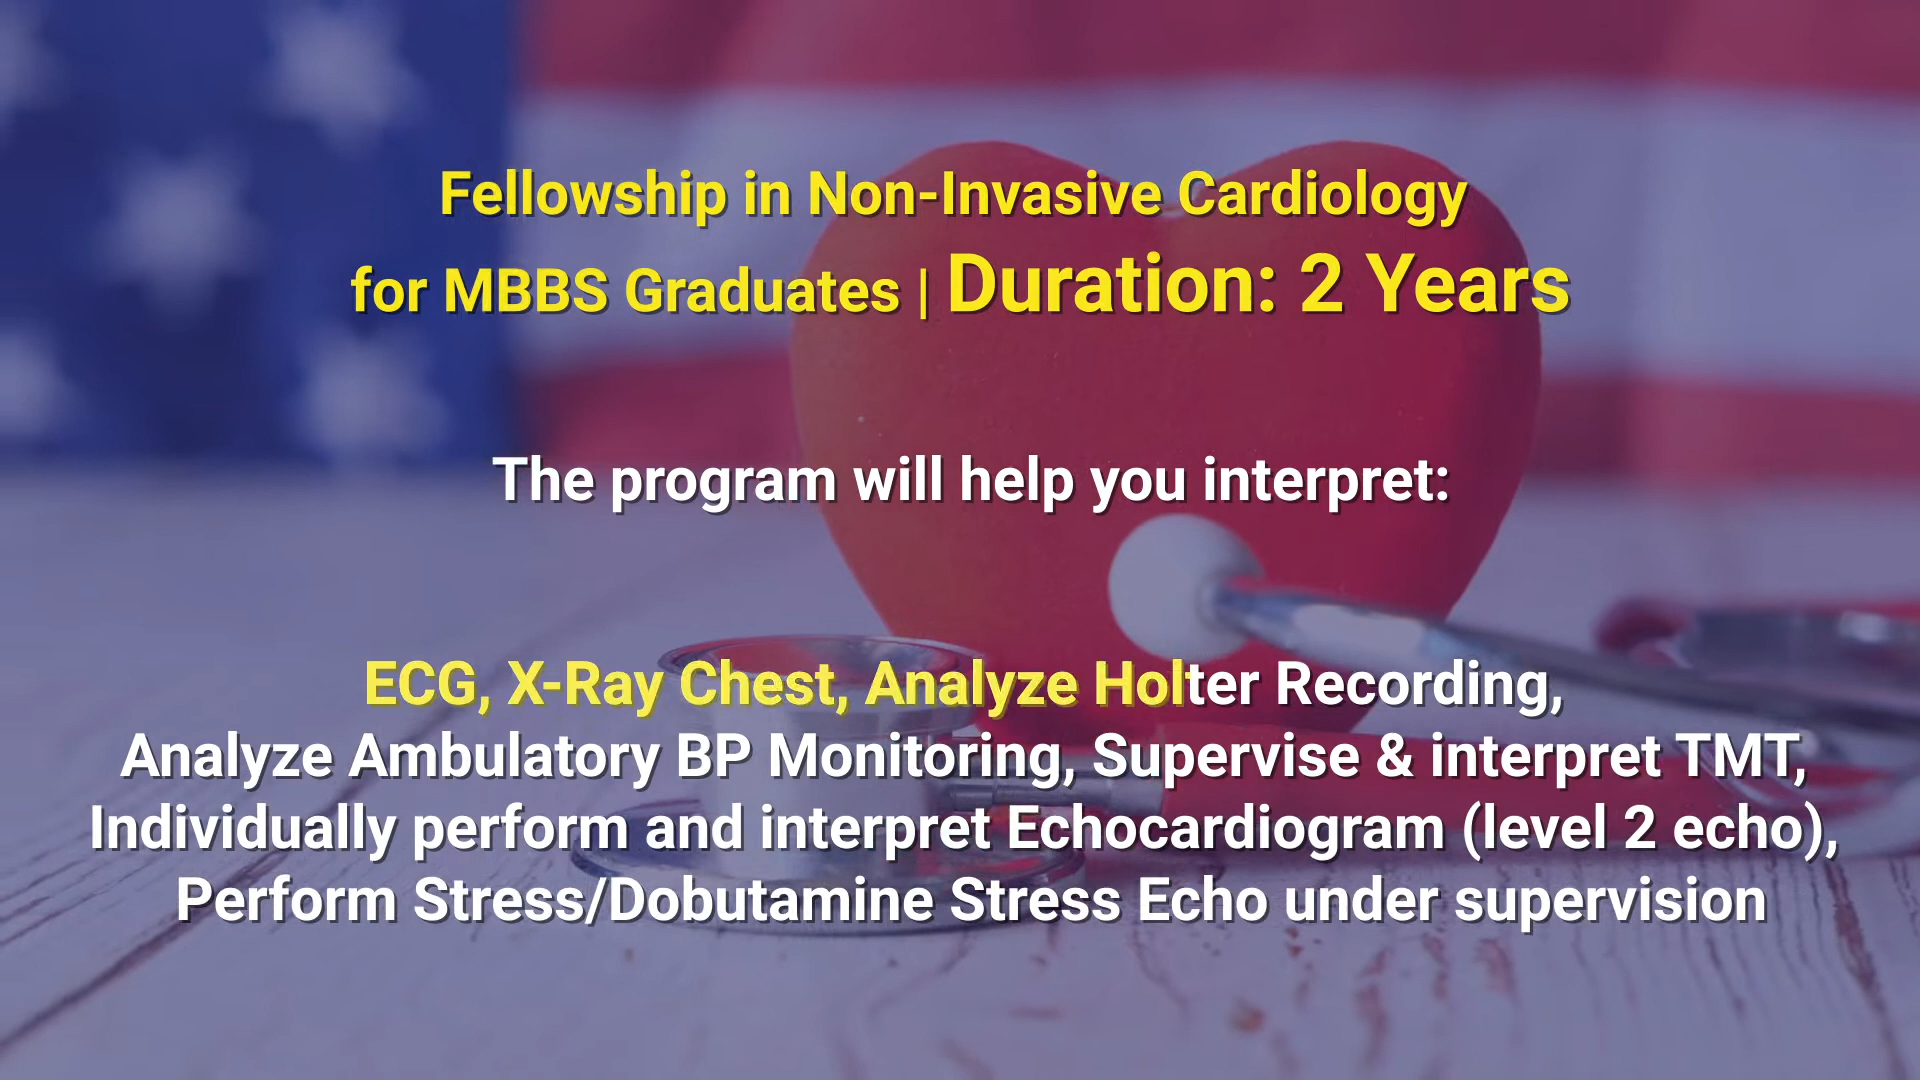 Fellowship in Non-Invasive Cardiology
for MBBS Graduates | Duration: 2 Years
The program will help you interpret:
ECG, X-Ray Chest, Analyze Holter Recording,
Analyze Ambulatory BP Monitoring, Supervise & interpret TMT,
Individually perform and interpret Echocardiogram (level 2 echo),
Perform Stress/Dobutamine Stress Echo under supervision